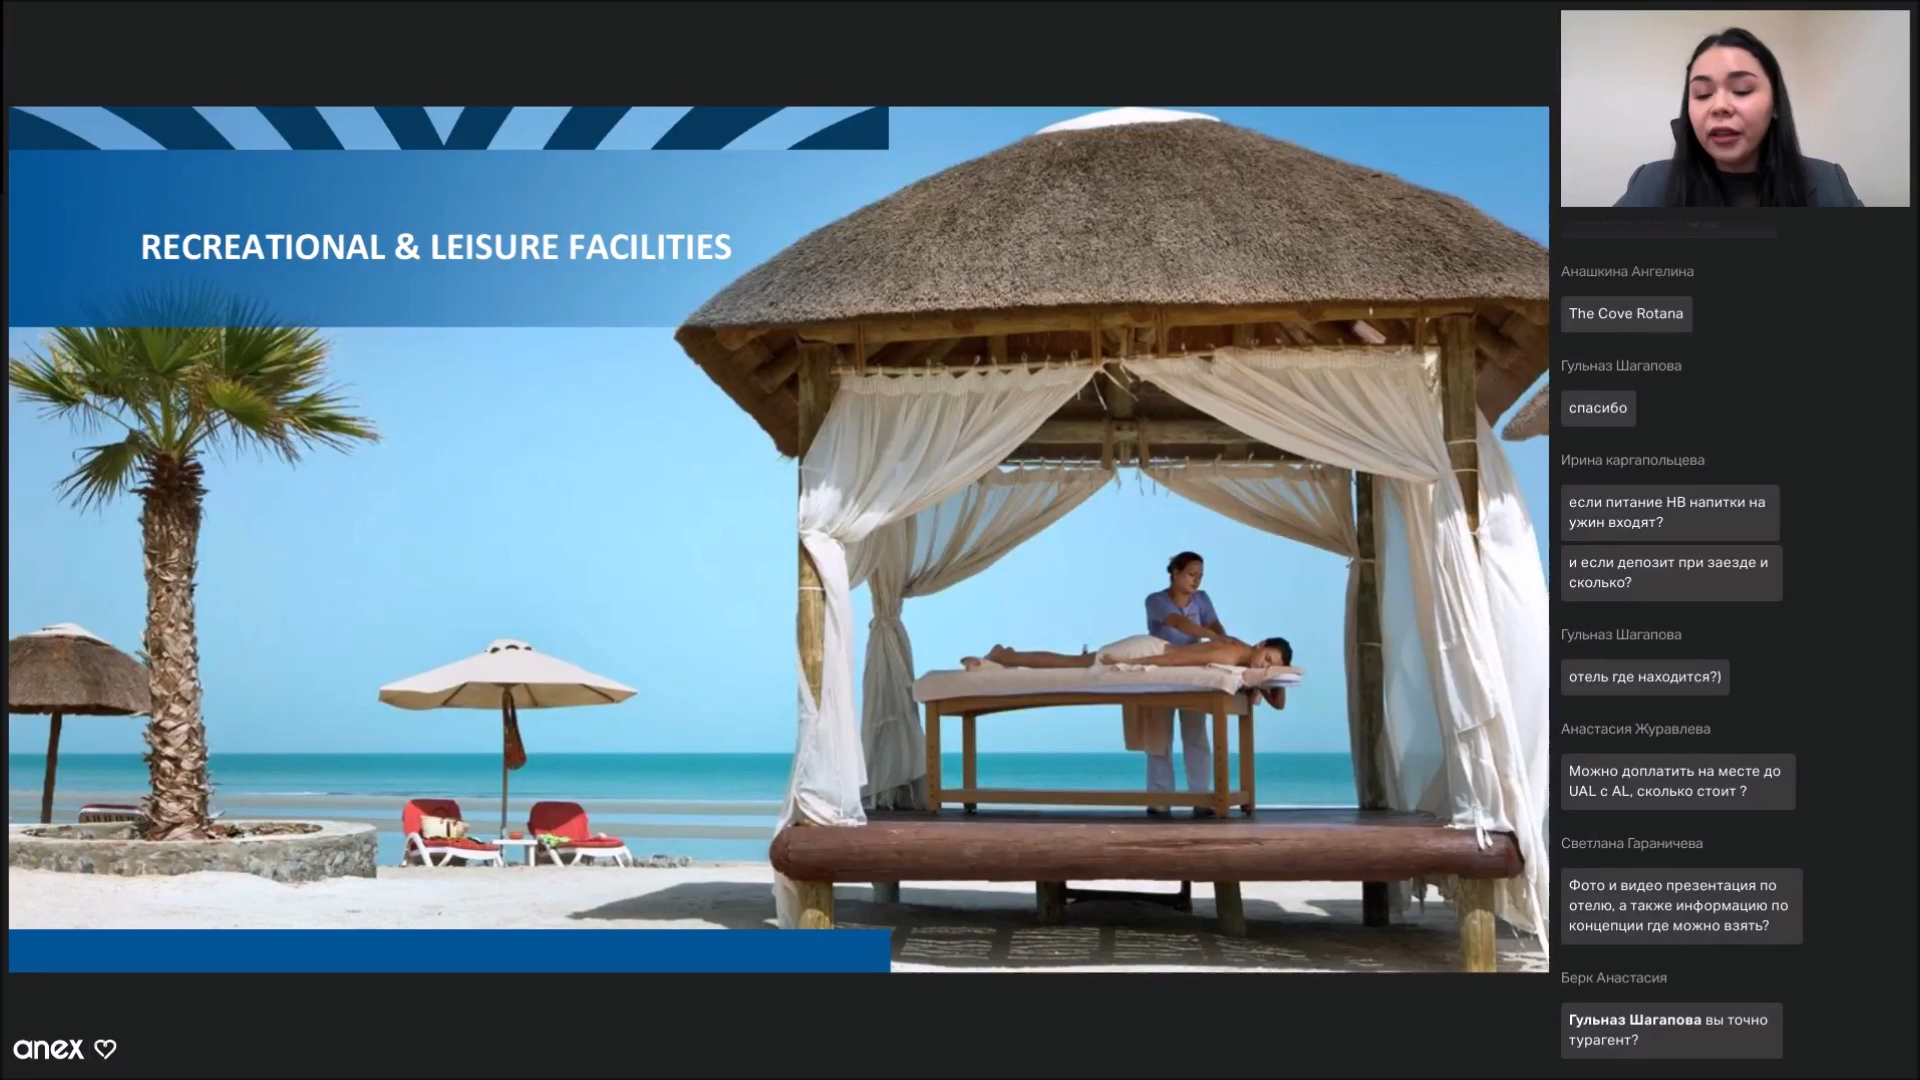 RECREATIONAL & LEISURE FACILITIES
anex
Анашкина Ангелина
The Cove Rotana
Гульназ Шагапова
спасибо
Ирина каргапольцева
если питание HB напитки на
ужин входят?
и если депозит при заезде и
сколько?
Гульназ Шагапова
отель где находится?)
Анастасия Журавлева
Можно доплатить на месте до
UAL с AL, сколько стоит ?
Светлана Гараничева
Фото и видео презентация по
отелю, а также информацию по
концепции где можно взять?
Берк Анастасия
Гульназ Шагапова вы точно
турагент?